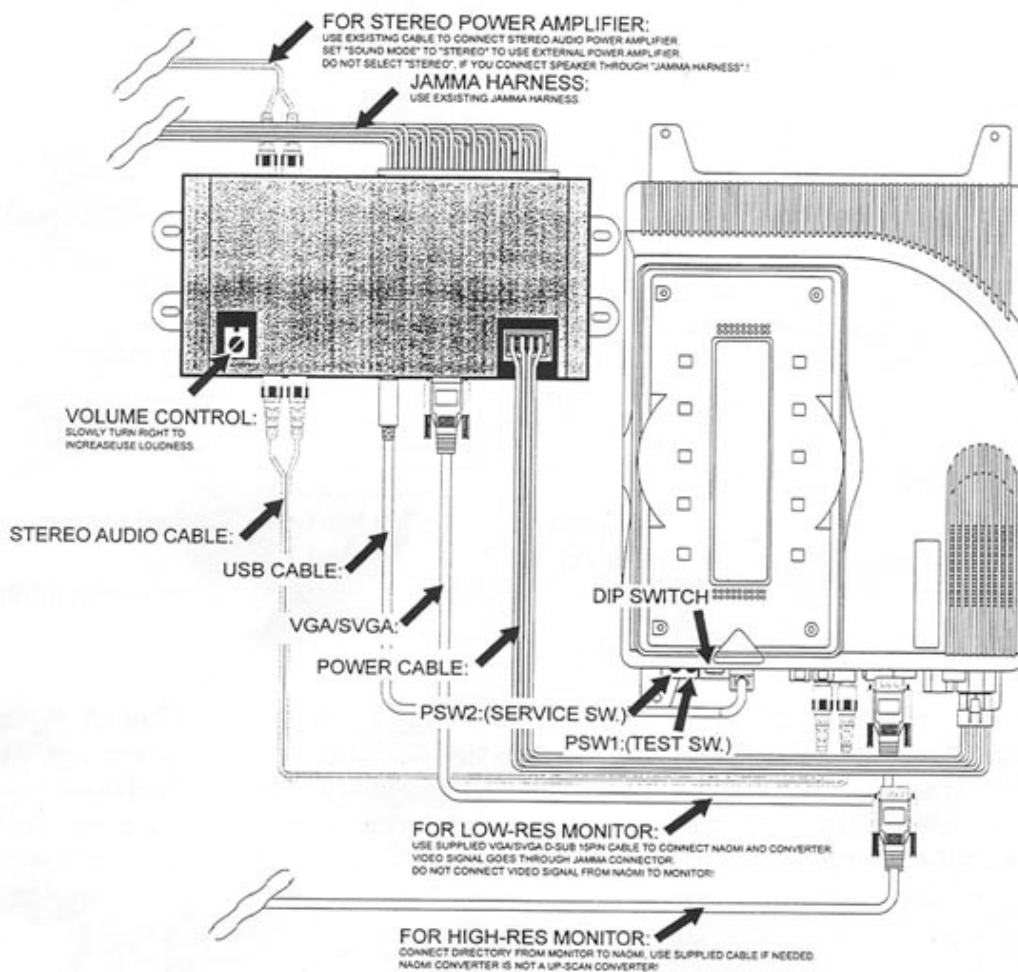 FOR STEREO POWER AMPLIFIER:
USE EXSISTING CABLE TO CONNECT STEREO AUDIO POWER AMPLIFIER.
SET "SOUND MODE" TO "STEREO" TO USE EXTERNAL POWER AMPLIFIER.
DO NOT SELECT "STEREO", IF YOU CONNECT SPEAKER THROUGH "JAMMA HARNESS"!
JAMMA HARNESS:
USE EXSISTING JAMMA HARNESS
VOLUME CONTROL:
SLOWLY TURN RIGHT TO
INCREASEUSE LOUDNESS.
STEREO AUDIO CABLE:
USB CABLE:
VGA/SVGA:
POWER CABLE:
DIP SWITCH
PSW2:(SERVICE SW.)
PSW1:(TEST SW.)
FOR LOW-RES MONITOR:
USE SUPPLIED VGA/SVGA D-SUB 15PIN CABLE TO CONNECT NAOMI AND CONVERTER.
VIDEO SIGNAL GOES THROUGH JAMMA CONNECTOR.
DO NOT CONNECT VIDEO SIGNAL FROM NAOMI TO MONITOR!
FOR HIGH-RES MONITOR:
CONNECT DIRECTORY FROM MONITOR TO NAOMI, USE SUPPLIED CABLE IF NEEDED.
NAOMI CONVERTER IS NOT A UP-SCAN CONVERTER!